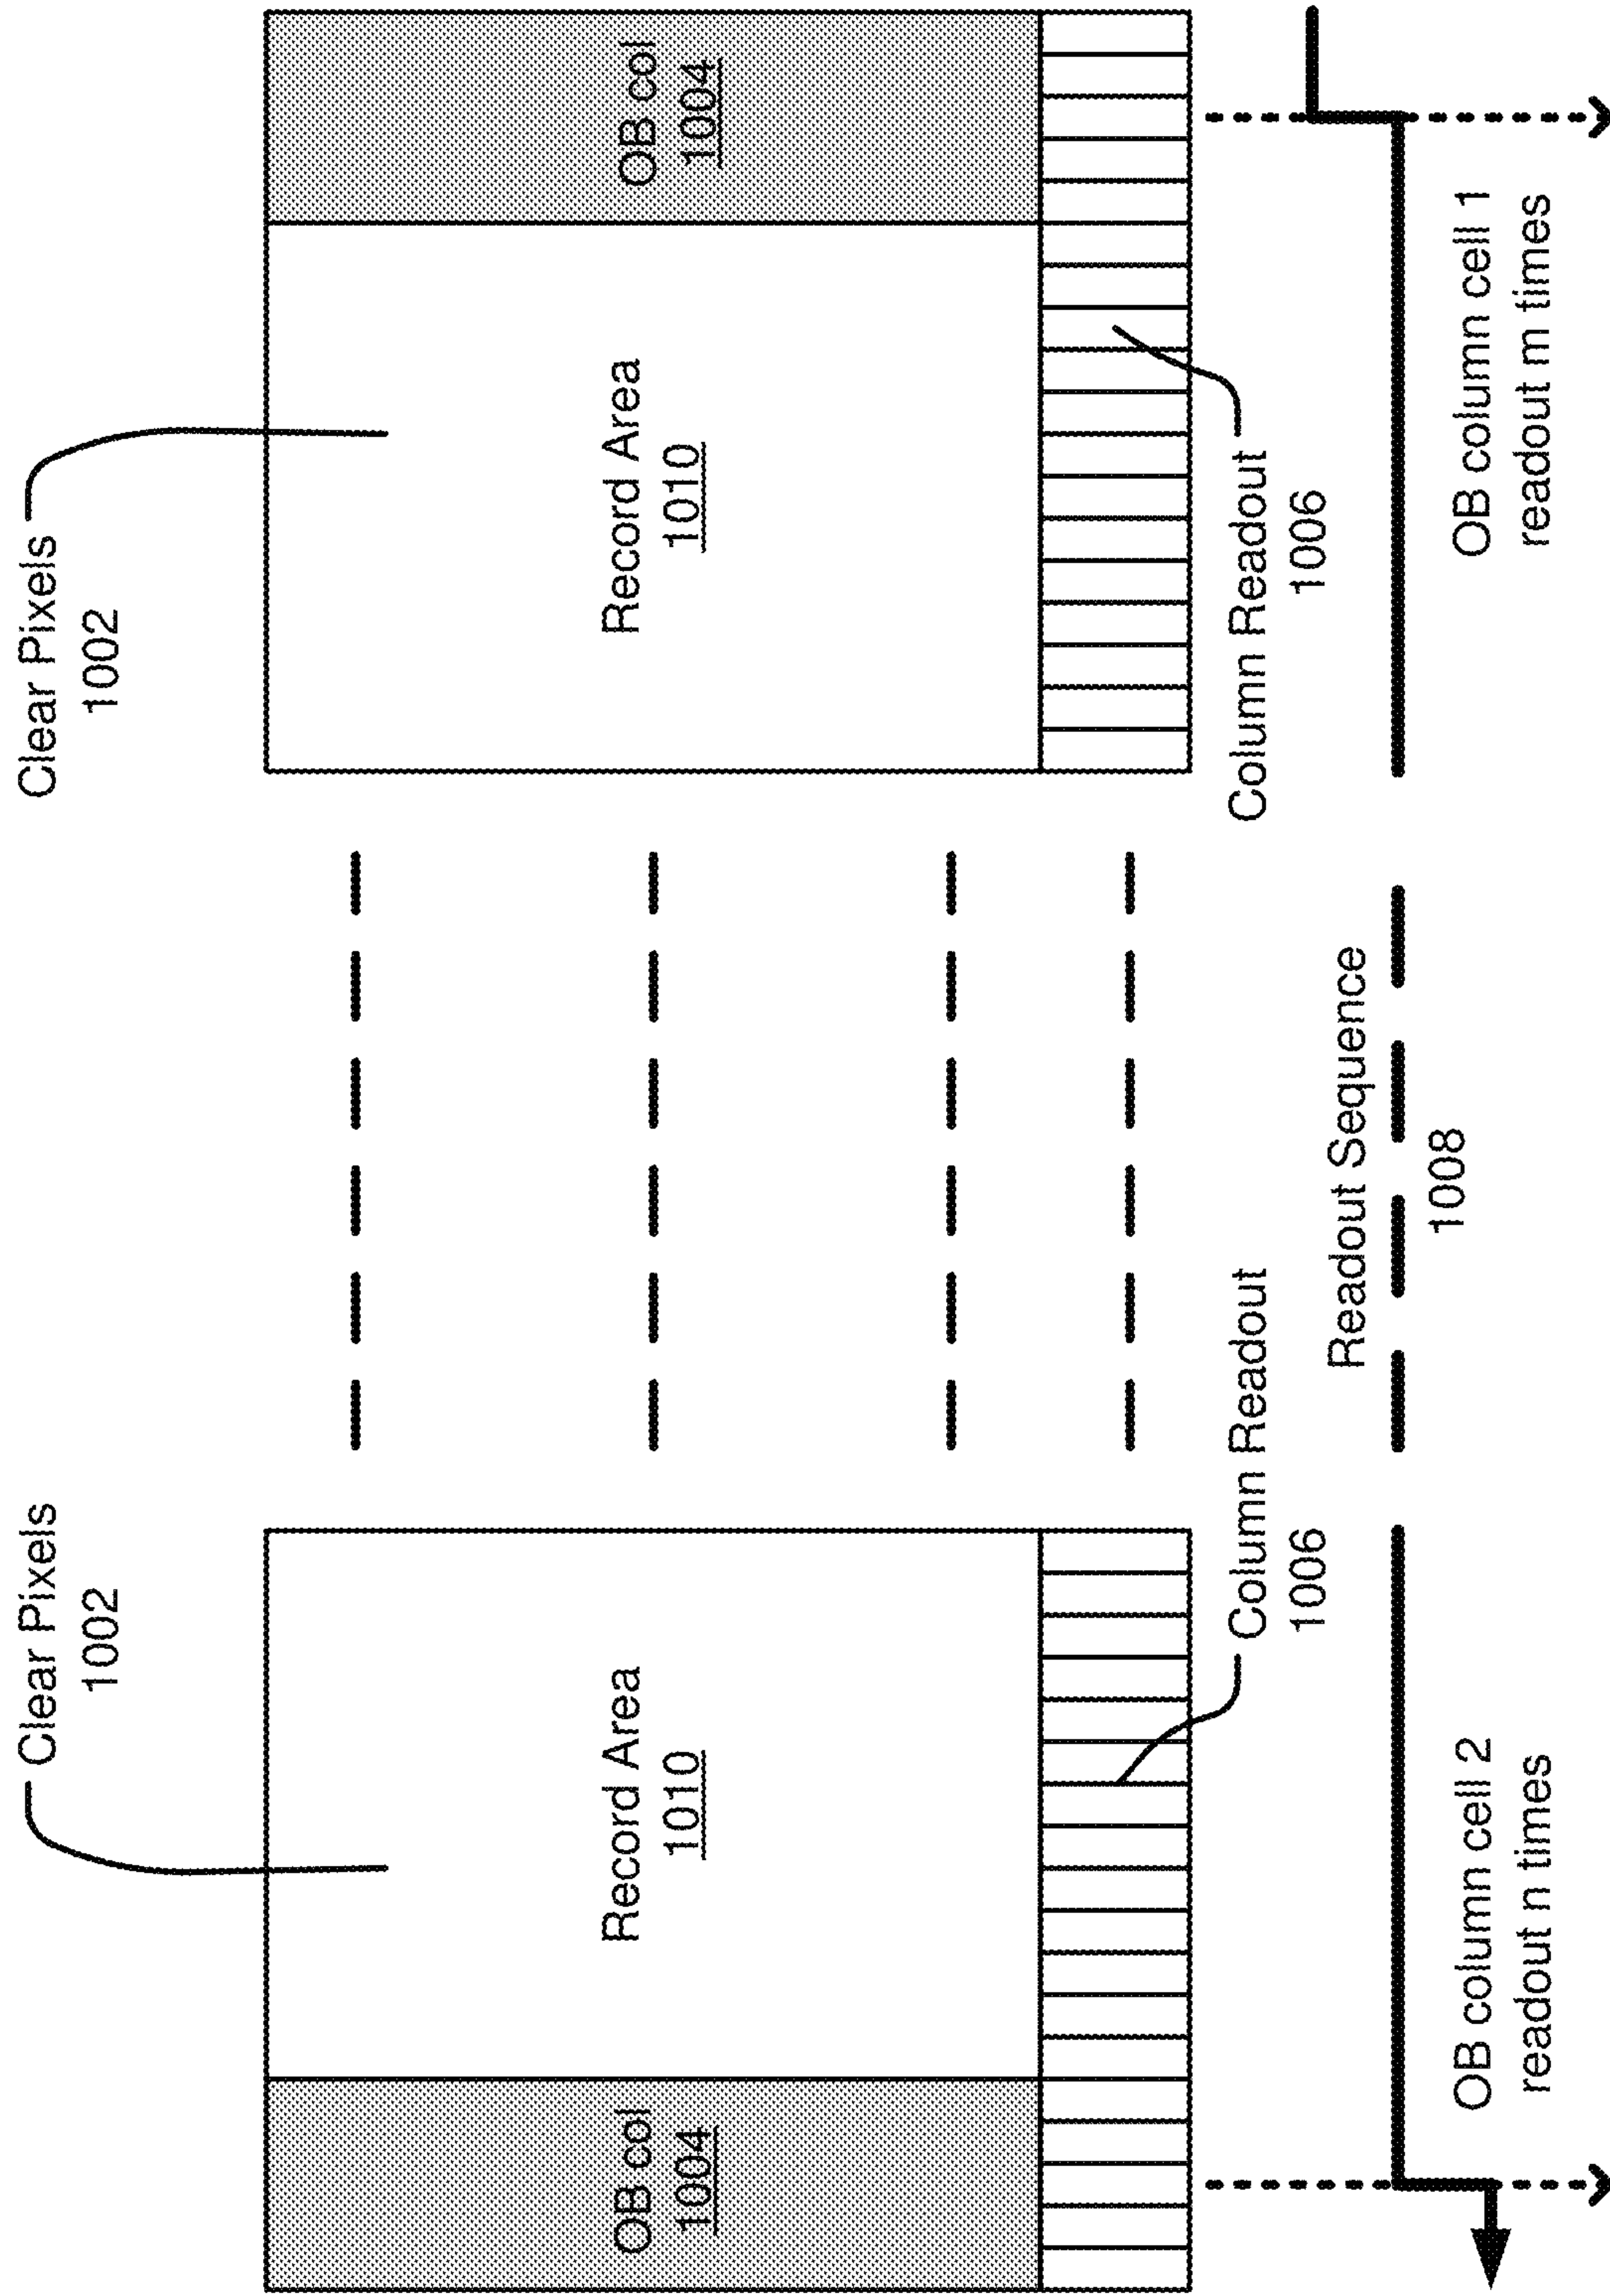 Clear Pixels
1002
Clear Pixels
1002
OB col
1004
Record Area
1010
Record Area
1010
OB col
1004
Column Readout
1006
Column Readout
1006
Readout Sequence
1008
OB column cell 2
readout n times
OB column cell 1
readout m times